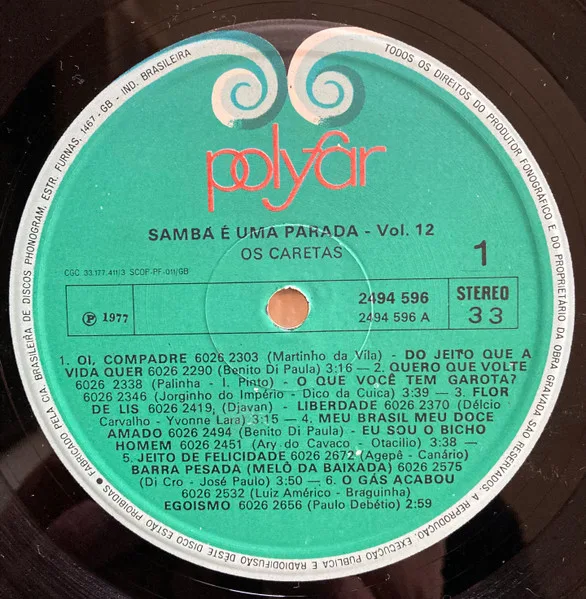 polyfar
SAMBA É UMA PARADA - Vol. 12
OS CARETAS
1
CGC 33.177.411/3 SCDP-PF-011/GB
℗ 1977
2494 596
2494 596 A
STEREO
33
1. OI, COMPADRE 6026 2303 (Martinho da Vila) - DO JEITO QUE A
VIDA QUER 6026 2290 (Benito Di Paula) 3:16 — 2. QUERO QUE VOLTE
6026 2338 (Palinha - I. Pinto) - O QUE VOCÊ TEM GAROTA?
6026 2346 (Jorginho do Império - Dico da Cuica) 3:39 — 3. FLOR
DE LIS 6026 2419, (Djavan) - LIBERDADE 6026 2370 (Délcio
Carvalho - Yvonne Lara) 3:15 — 4. MEU BRASIL MEU DOCE
AMADO 6026 2494 (Benito Di Paula) - EU SOU O BICHO
HOMEM 6026 2451 (Ary do Cavaco - Otacilio) 3:38 —
5. JEITO DE FELICIDADE 6026 2672 (Agepê - Canário)
BARRA PESADA (MELÔ DA BAIXADA) 6026 2575
(Di Cro - José Paulo) 3:50 — 6. O GÁS ACABOU
6026 2532 (Luiz Américo - Braguinha)
EGOISMO 6026 2656 (Paulo Debétio) 2:59
FABRICADO PELA CIA. BRASILEIRA DE DISCOS PHONOGRAM, ESTR. FURNAS, 1467 - GB - IND. BRASILEIRA
TODOS OS DIREITOS DO PRODUTOR FONOGRÁFICO E DO PROPRIETÁRIO DA OBRA GRAVADA SÃO RESERVADOS. A REPRODUÇÃO, EXECUÇÃO PÚBLICA E RADIODIFUSÃO DÊSTE DISCO ESTÃO PROIBIDAS •